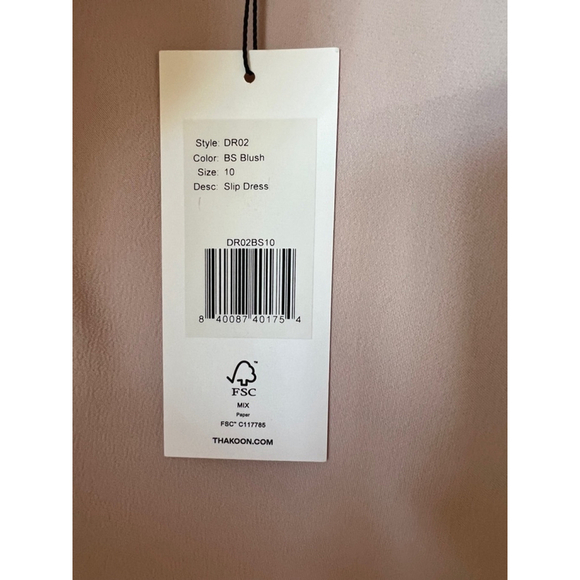 Style: DR02
Color: BS Blush
Size: 10
Desc: Slip Dress
DR02BS10
8 40087 40175 4
™
FSC
MIX
Paper
FSC® C117785
THAKOON.COM